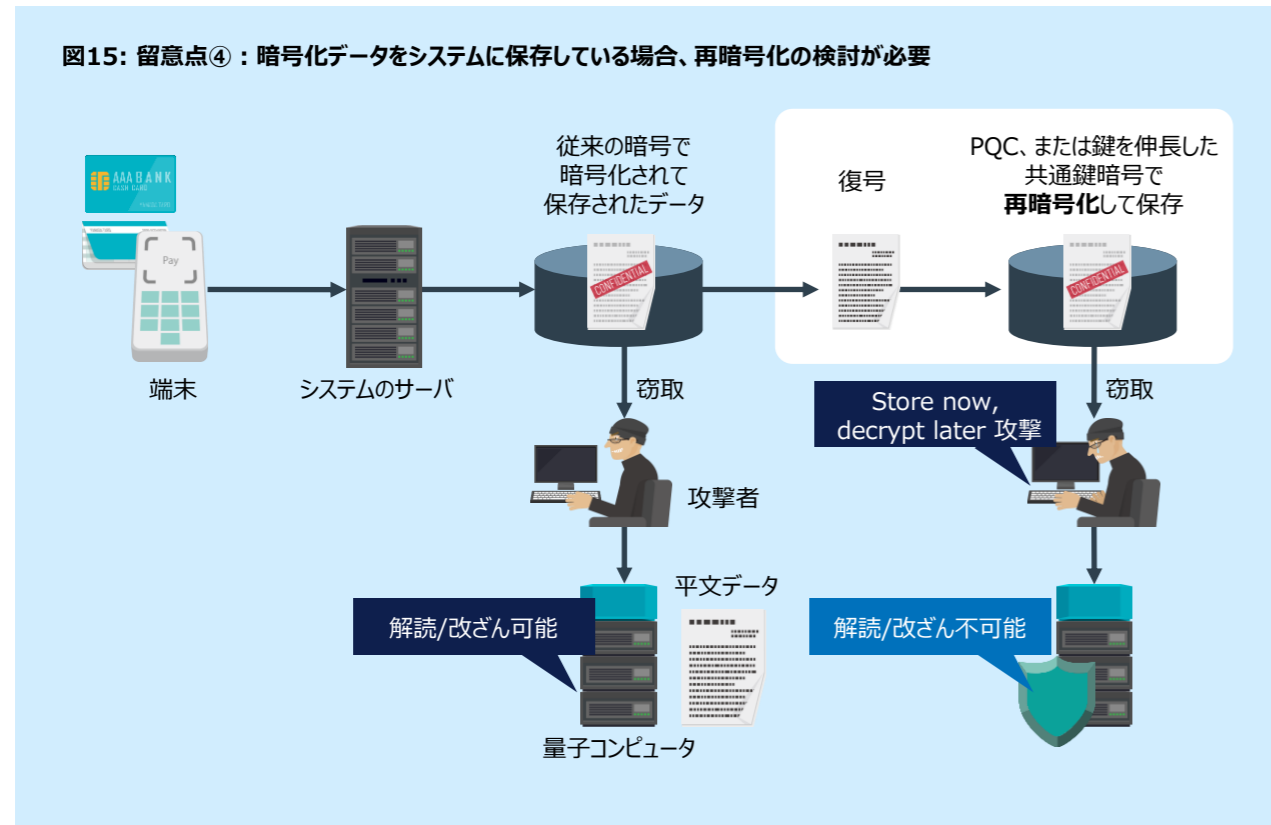 図15: 留意点④：暗号化データをシステムに保存している場合、再暗号化の検討が必要
従来の暗号で
暗号化されて
保存されたデータ
復号
PQC、または鍵を伸長した
共通鍵暗号で
再暗号化して保存
AAA BANK
CASH CARD
Pay
CONFIDENTIAL
CONFIDENTIAL
端末
システムのサーバ
窃取
窃取
Store now,
decrypt later 攻撃
攻撃者
平文データ
解読/改ざん可能
解読/改ざん不可能
量子コンピュータ